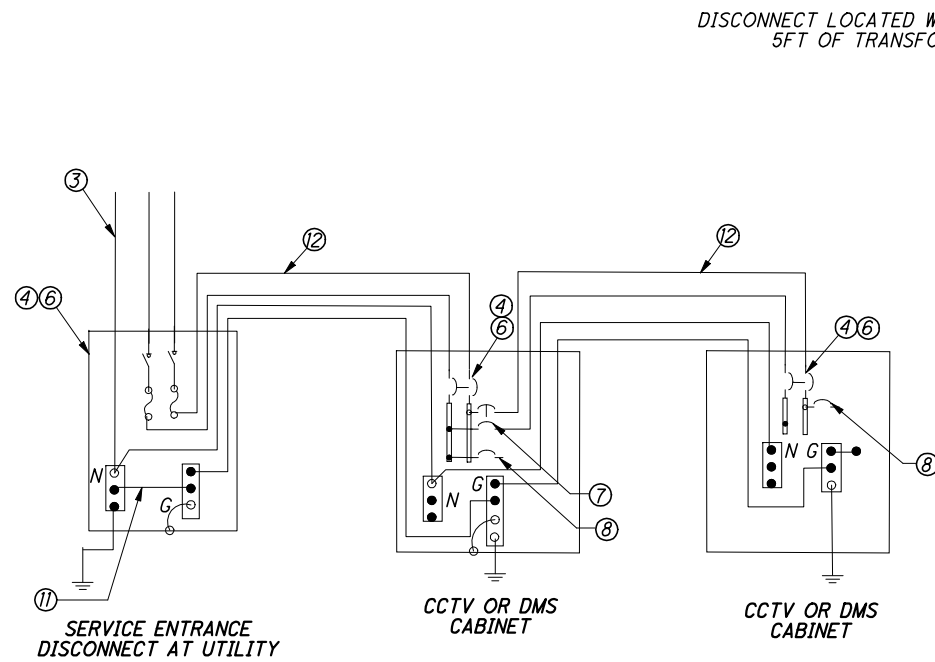 DISCONNECT LOCATED
5FT OF
3
12
12
4 6
4
6
4 6
N
G
N
G
N G
8
7
8
11
SERVICE ENTRANCE
DISCONNECT AT UTILITY
CCTV OR DMS
CABINET
CCTV OR DMS
CABINET